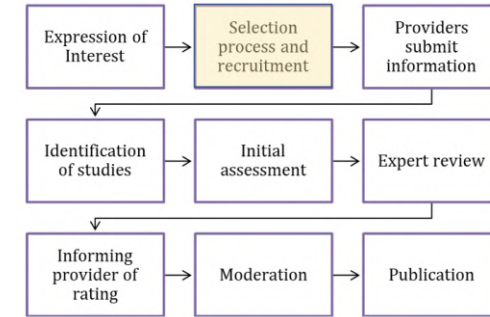 Expression of
Interest
Selection
process and
recruitment
Providers
submit
information
Identification
of studies
Initial
assessment
Expert review
Informing
provider of
rating
Moderation
Publication